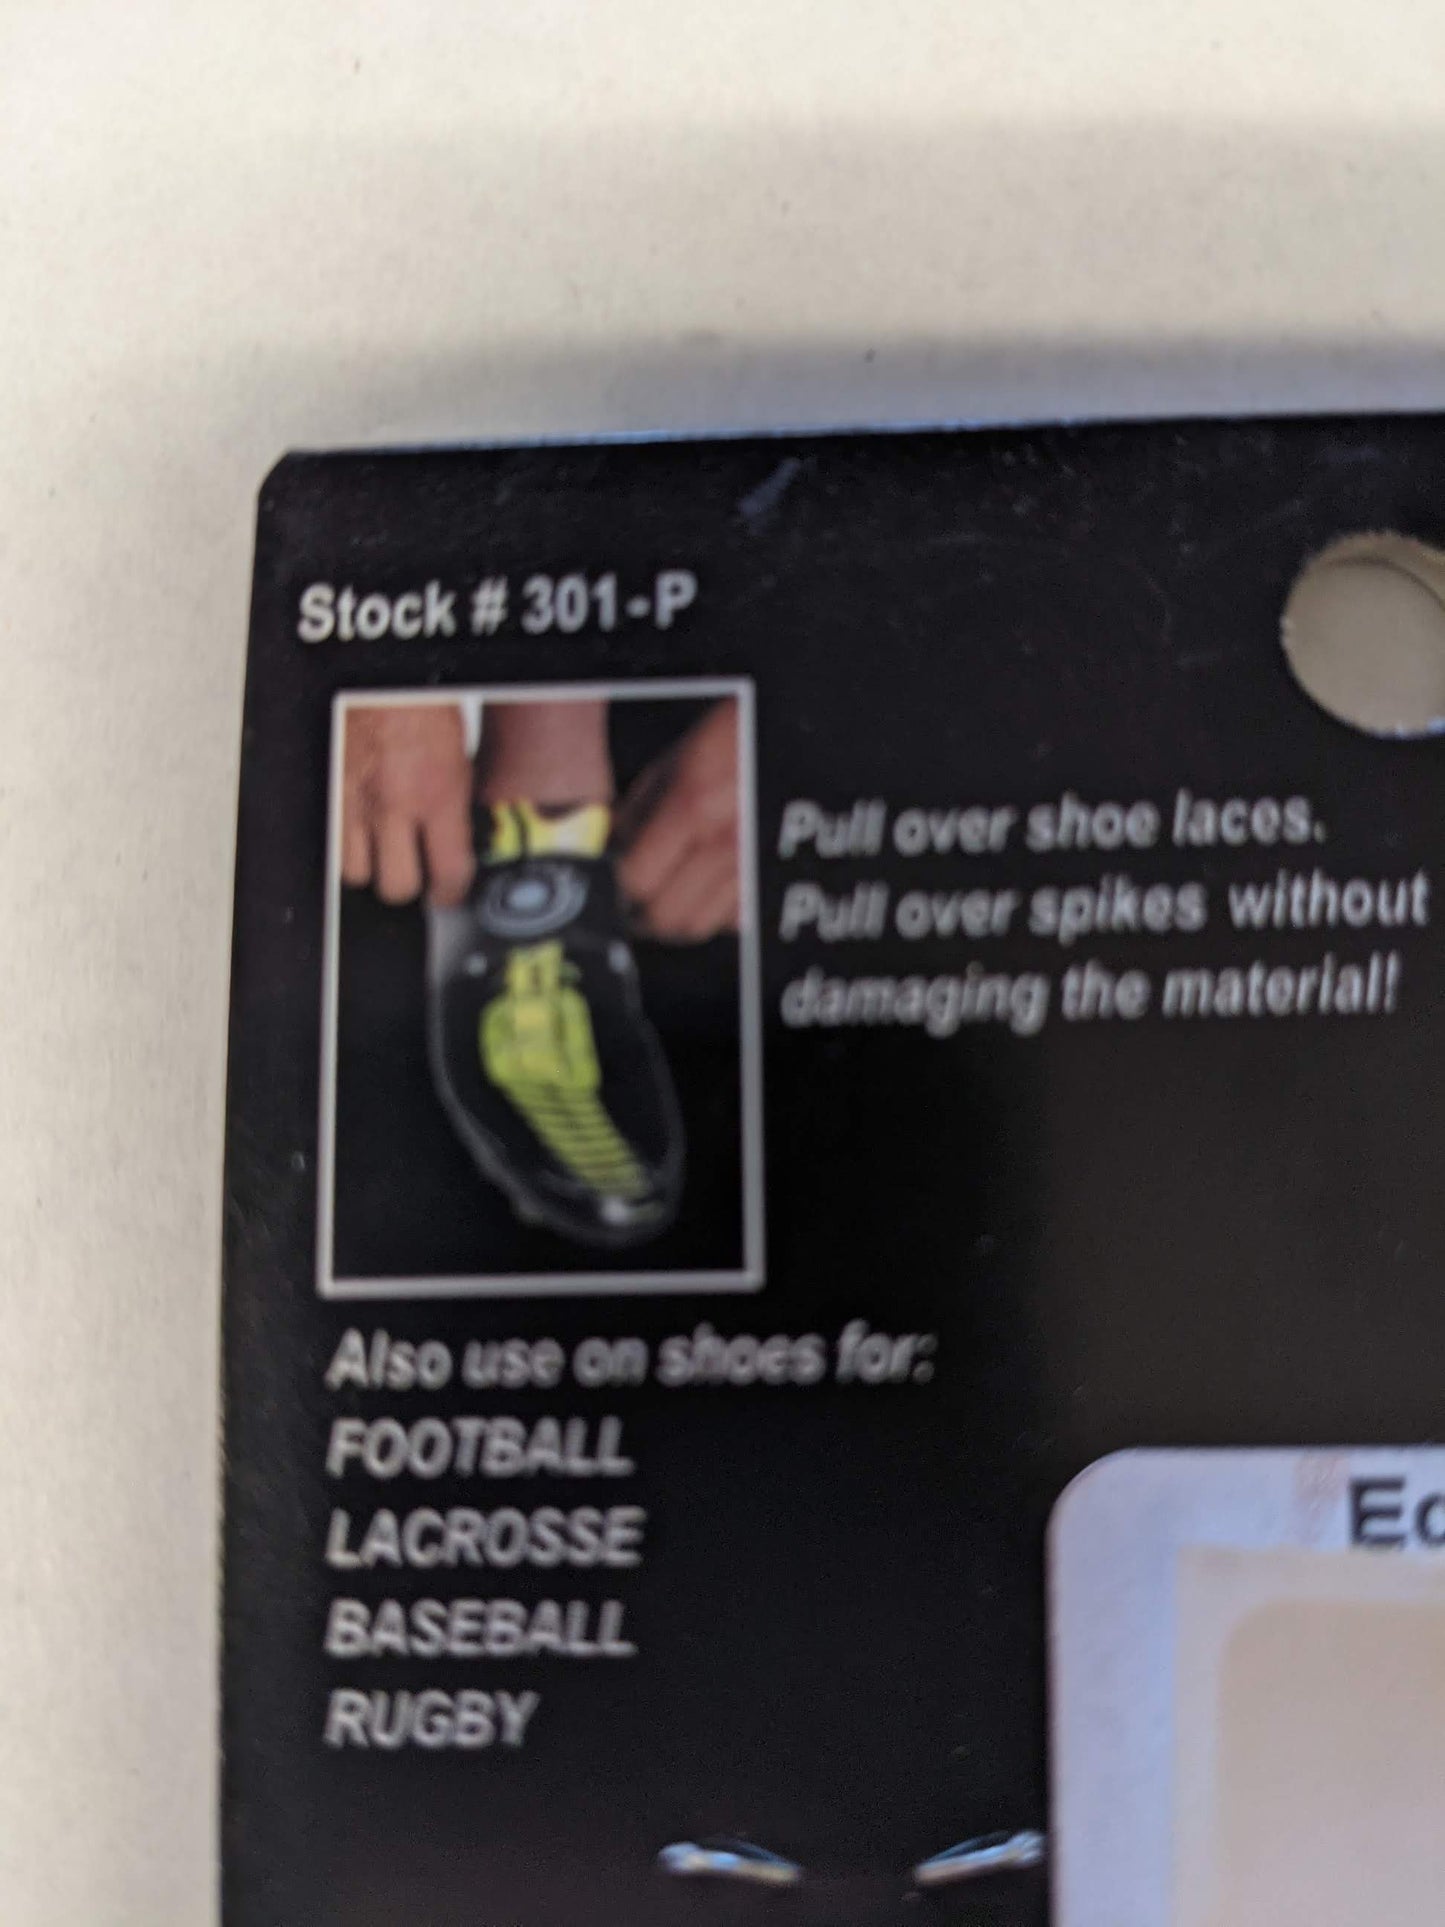 Stock # 301-P
Pull over shoe laces.
Pull over spikes without
damaging the material!
Also use on shoes for:
FOOTBALL
LACROSSE
BASEBALL
RUGBY